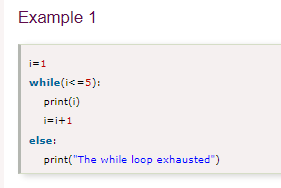 Example 1
i=1
while(i<=5):
    print(i)
    i=i+1
else:
    print("The while loop exhausted")